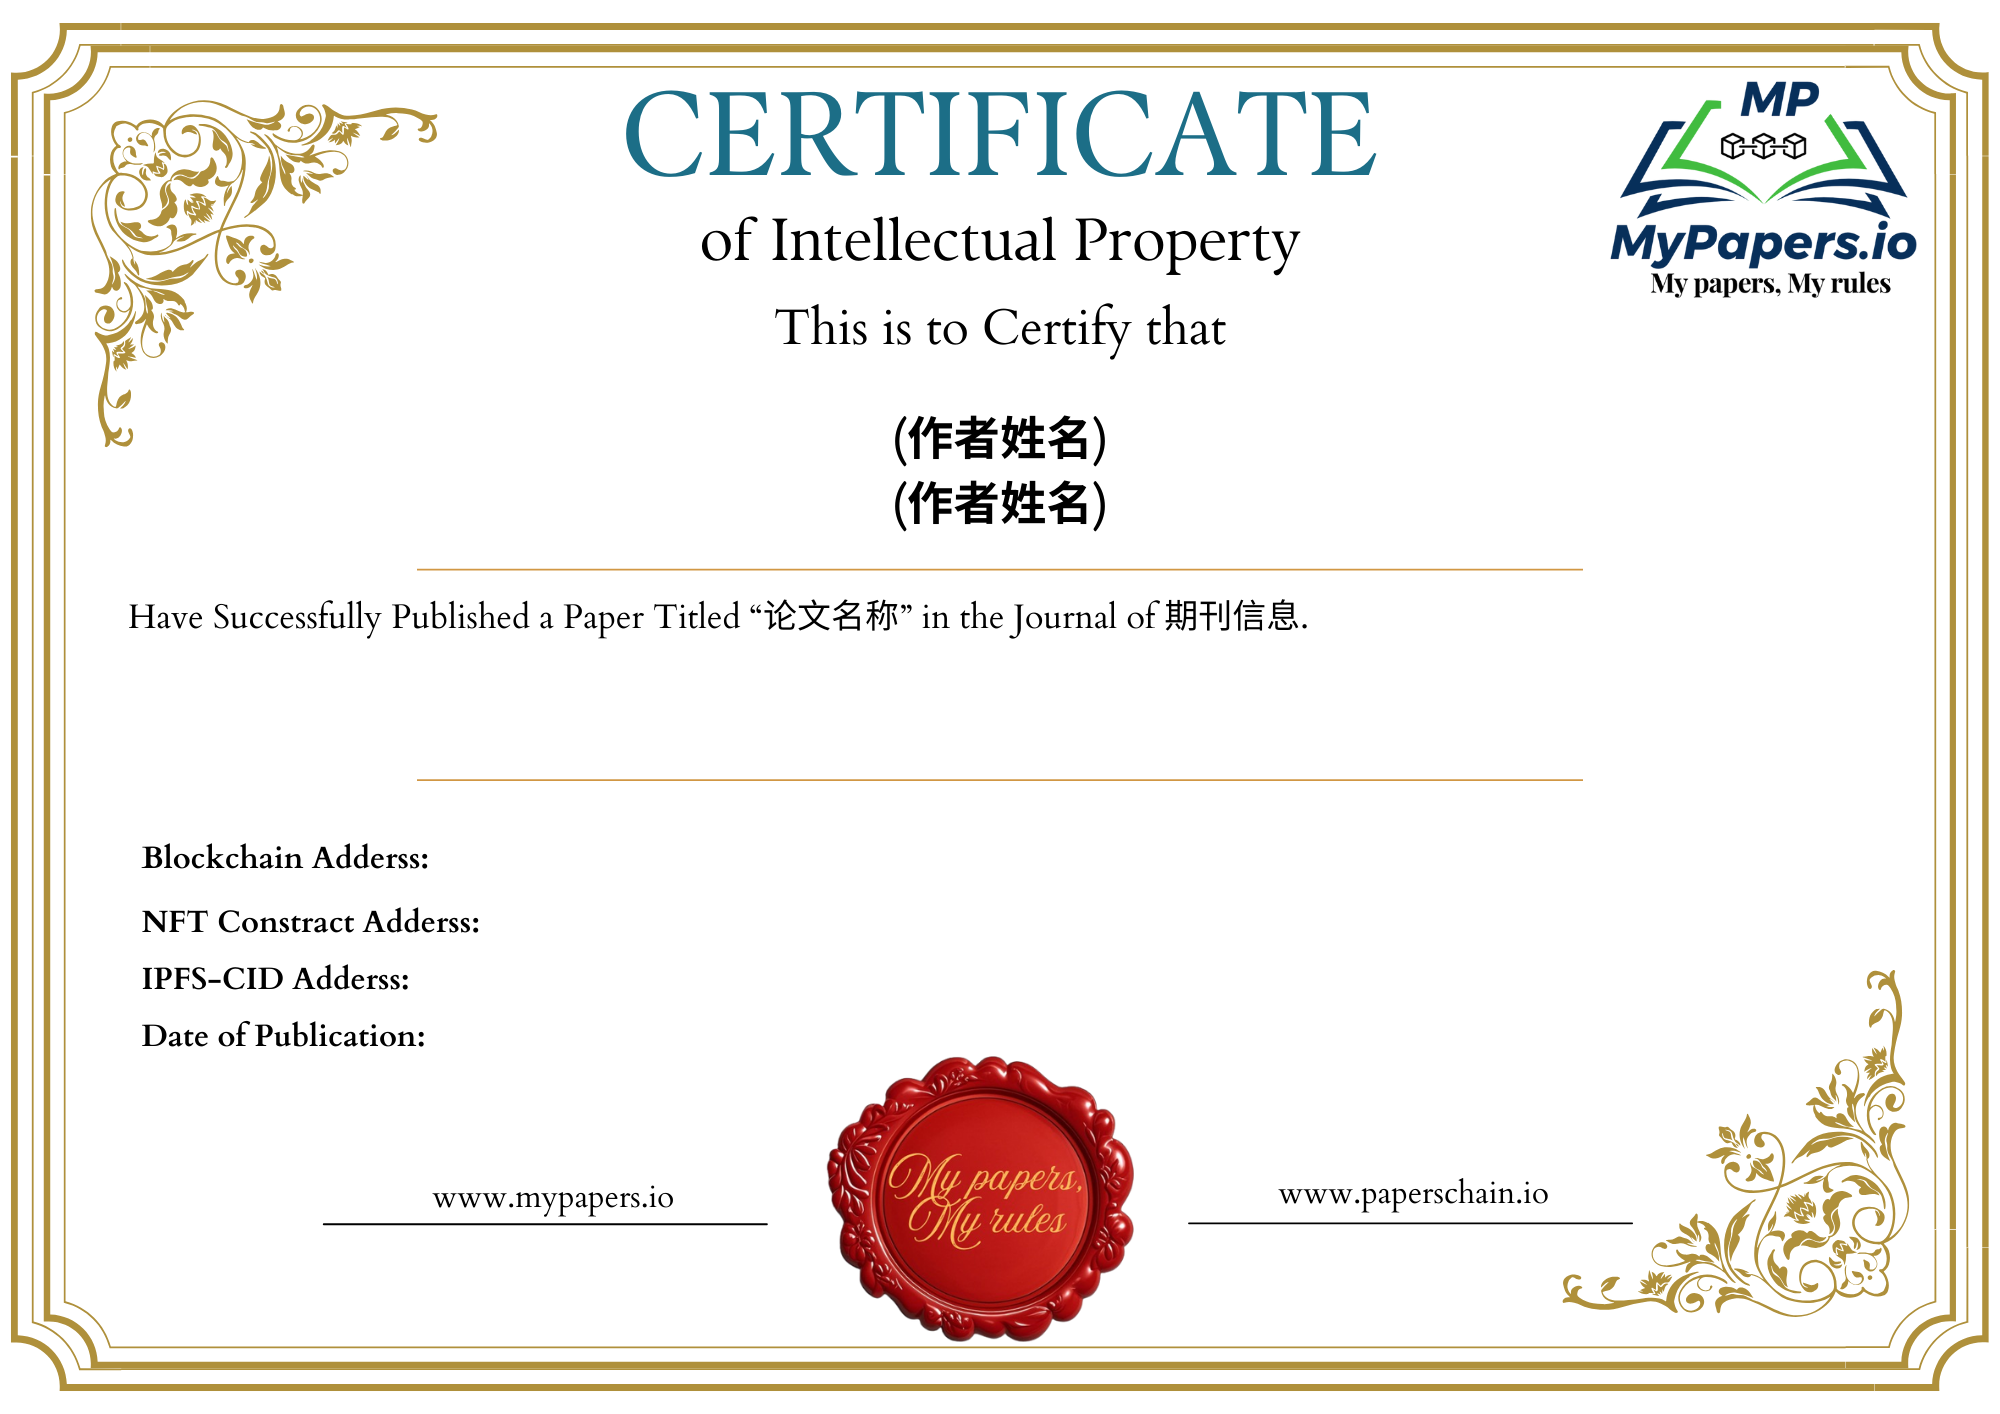 CERTIFICATE
of Intellectual Property
This is to Certify that
MP
MyPapers.io
My papers, My rules
(作者姓名)
(作者姓名)
Have Successfully Published a Paper Titled “论文名称” in the Journal of 期刊信息.
Blockchain Adderss:
NFT Constract Adderss:
IPFS-CID Adderss:
Date of Publication:
www.mypapers.io
My papers,
My rules
www.paperschain.io